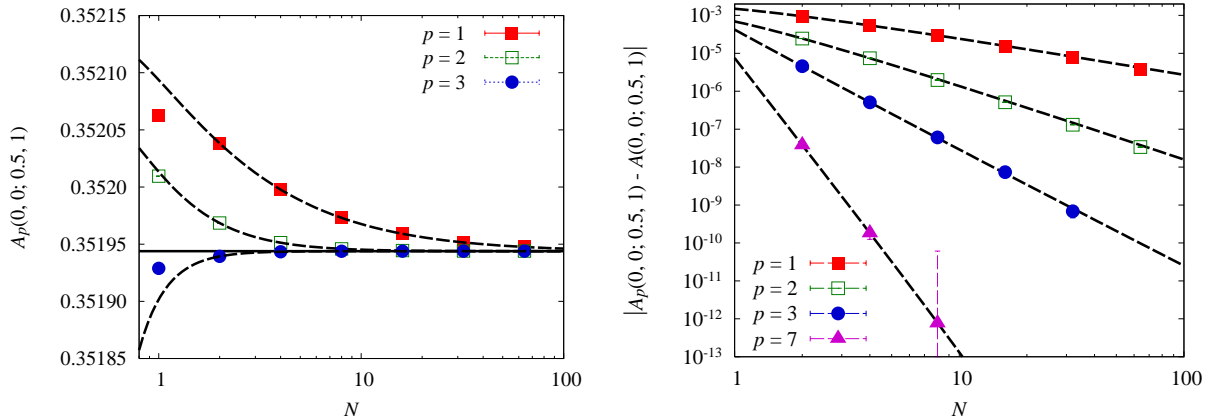 0.35215
0.35210
0.35205
0.3520
0.35195
0.35190
0.35185
A_p(0, 0; 0.5, 1)
1
10
100
N
p = 1
p = 2
p = 3
10^-3
10^-5
10^-6
10^-7
10^-8
10^-9
10^-10
10^-11
10^-12
10^-13
|A_p(0, 0; 0.5, 1) - A(0, 0; 0.5, 1)|
p = 1
p = 2
p = 3
p = 7
1
10
100
N